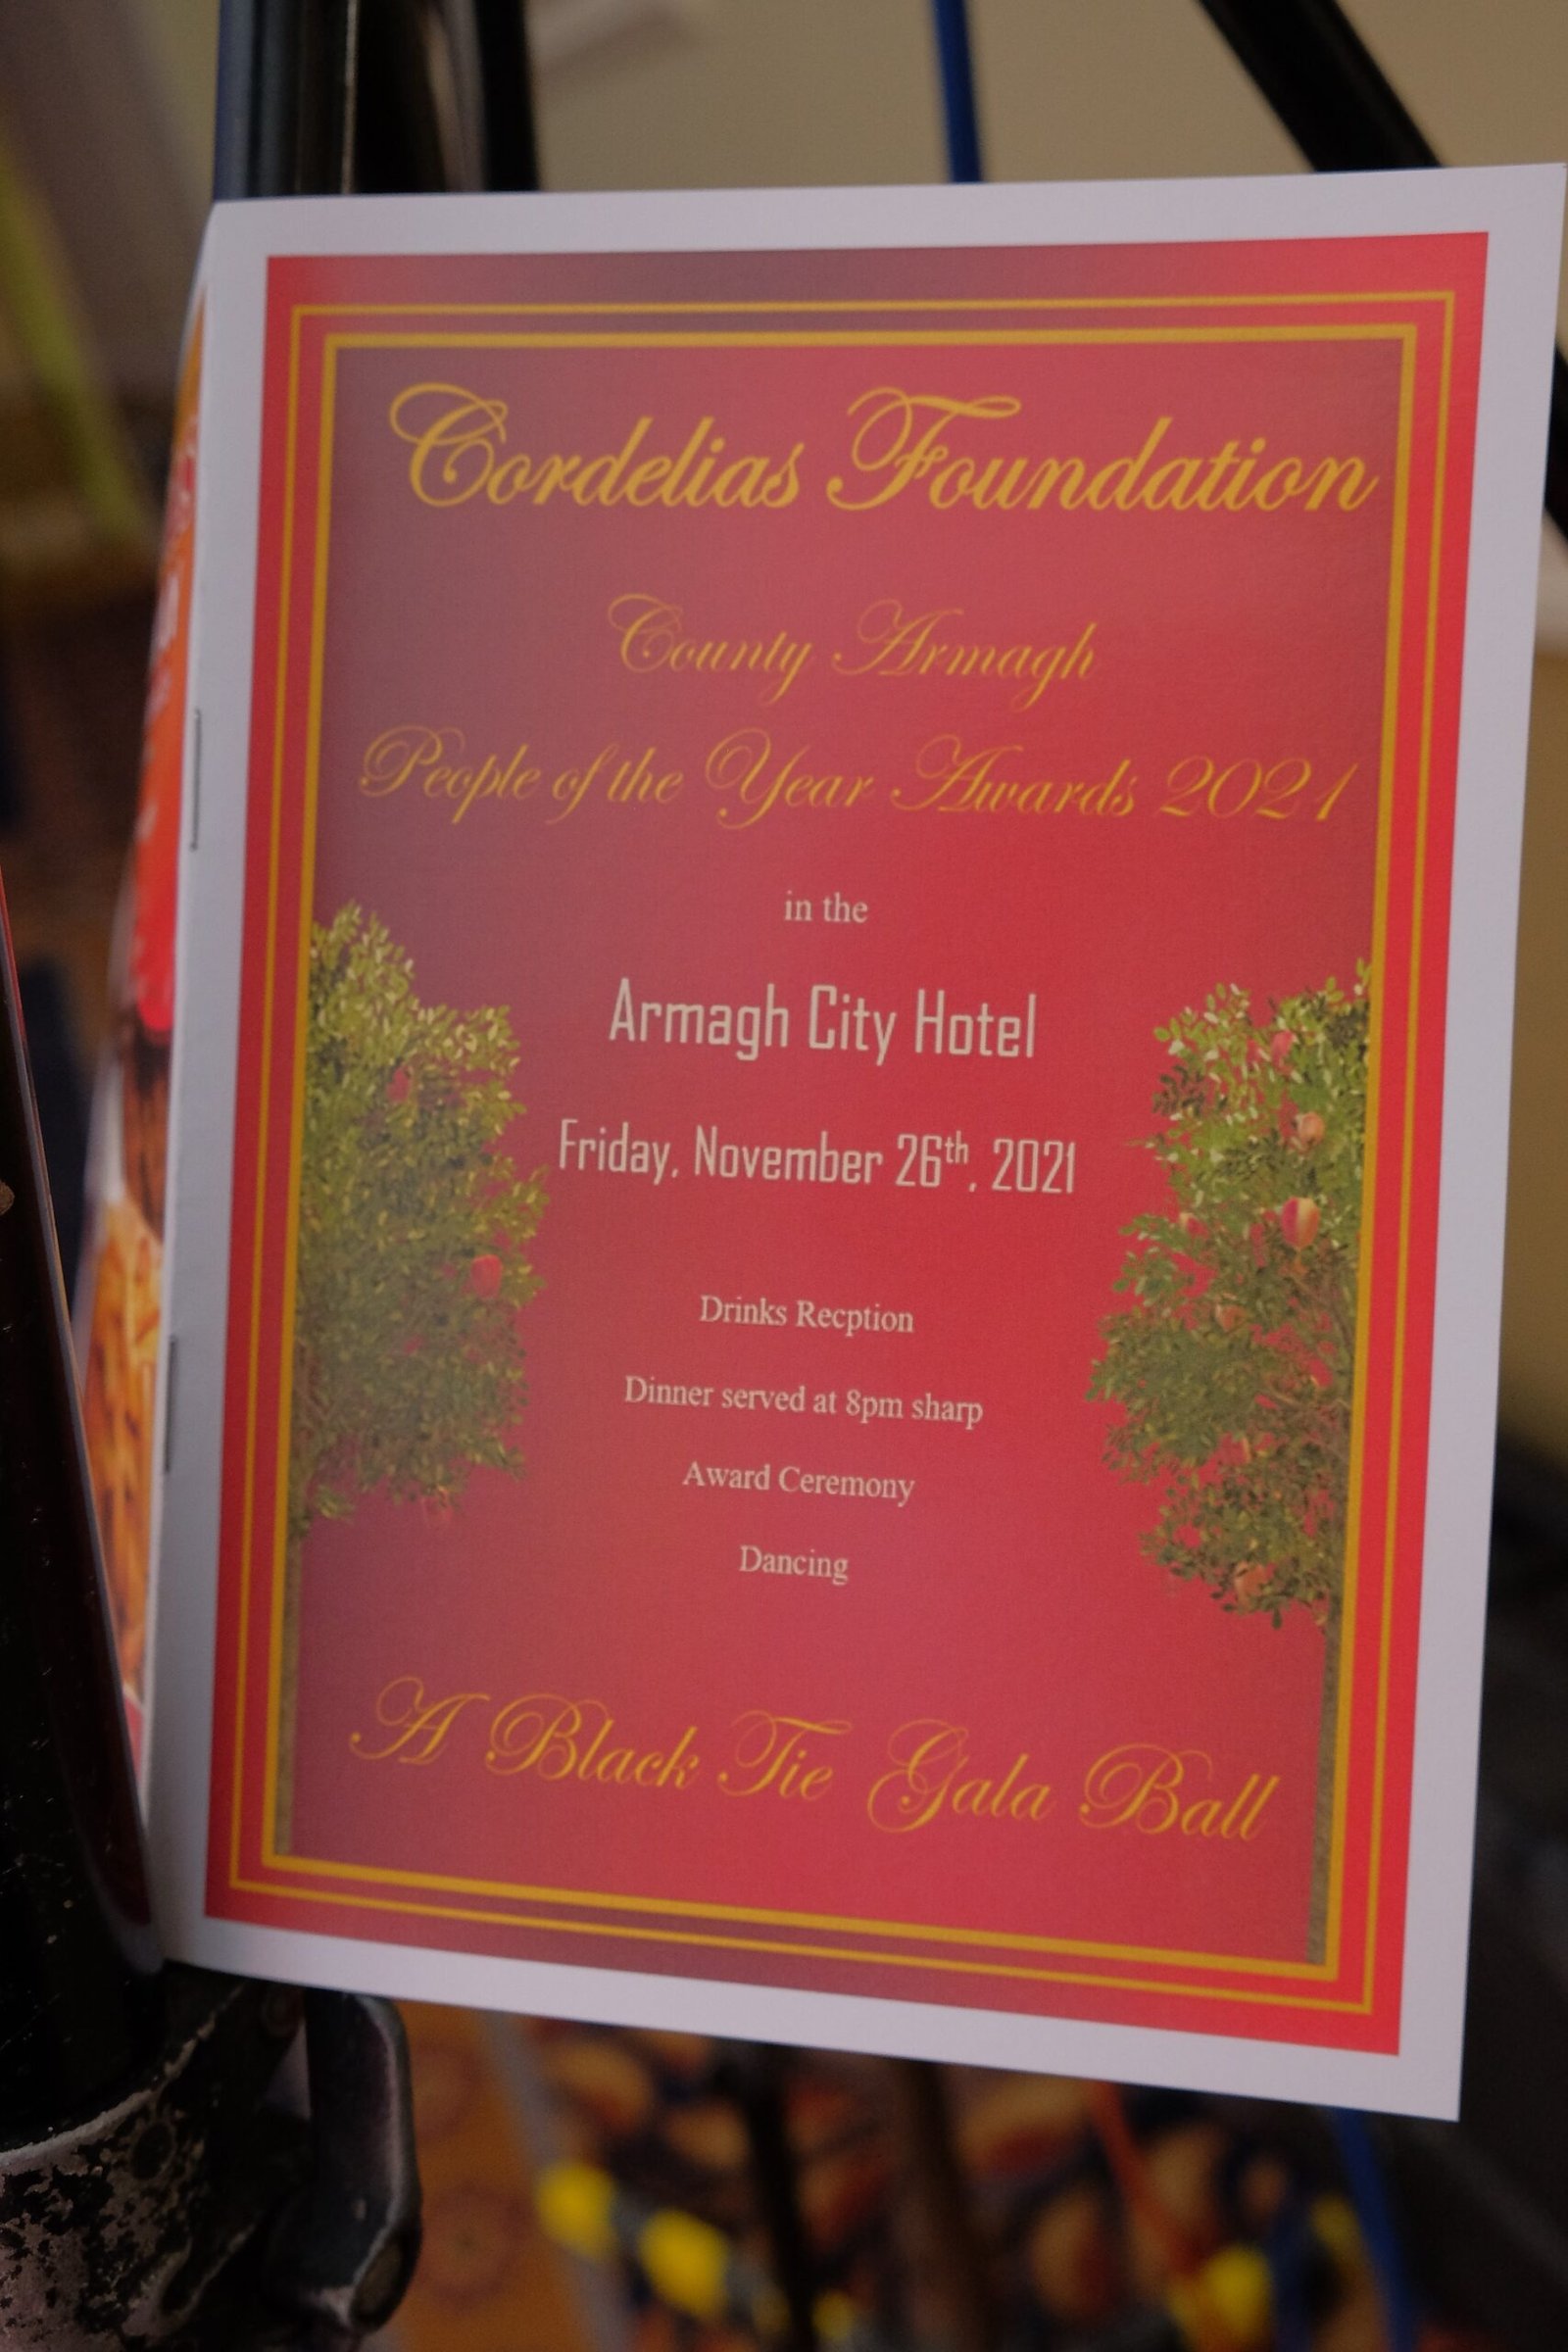 Cordelias Foundation
County Armagh
People of the Year Awards 2021
in the
Armagh City Hotel
Friday, November 26th, 2021
Drinks Recption
Dinner served at 8pm sharp
Award Ceremony
Dancing
A Black Tie Gala Ball